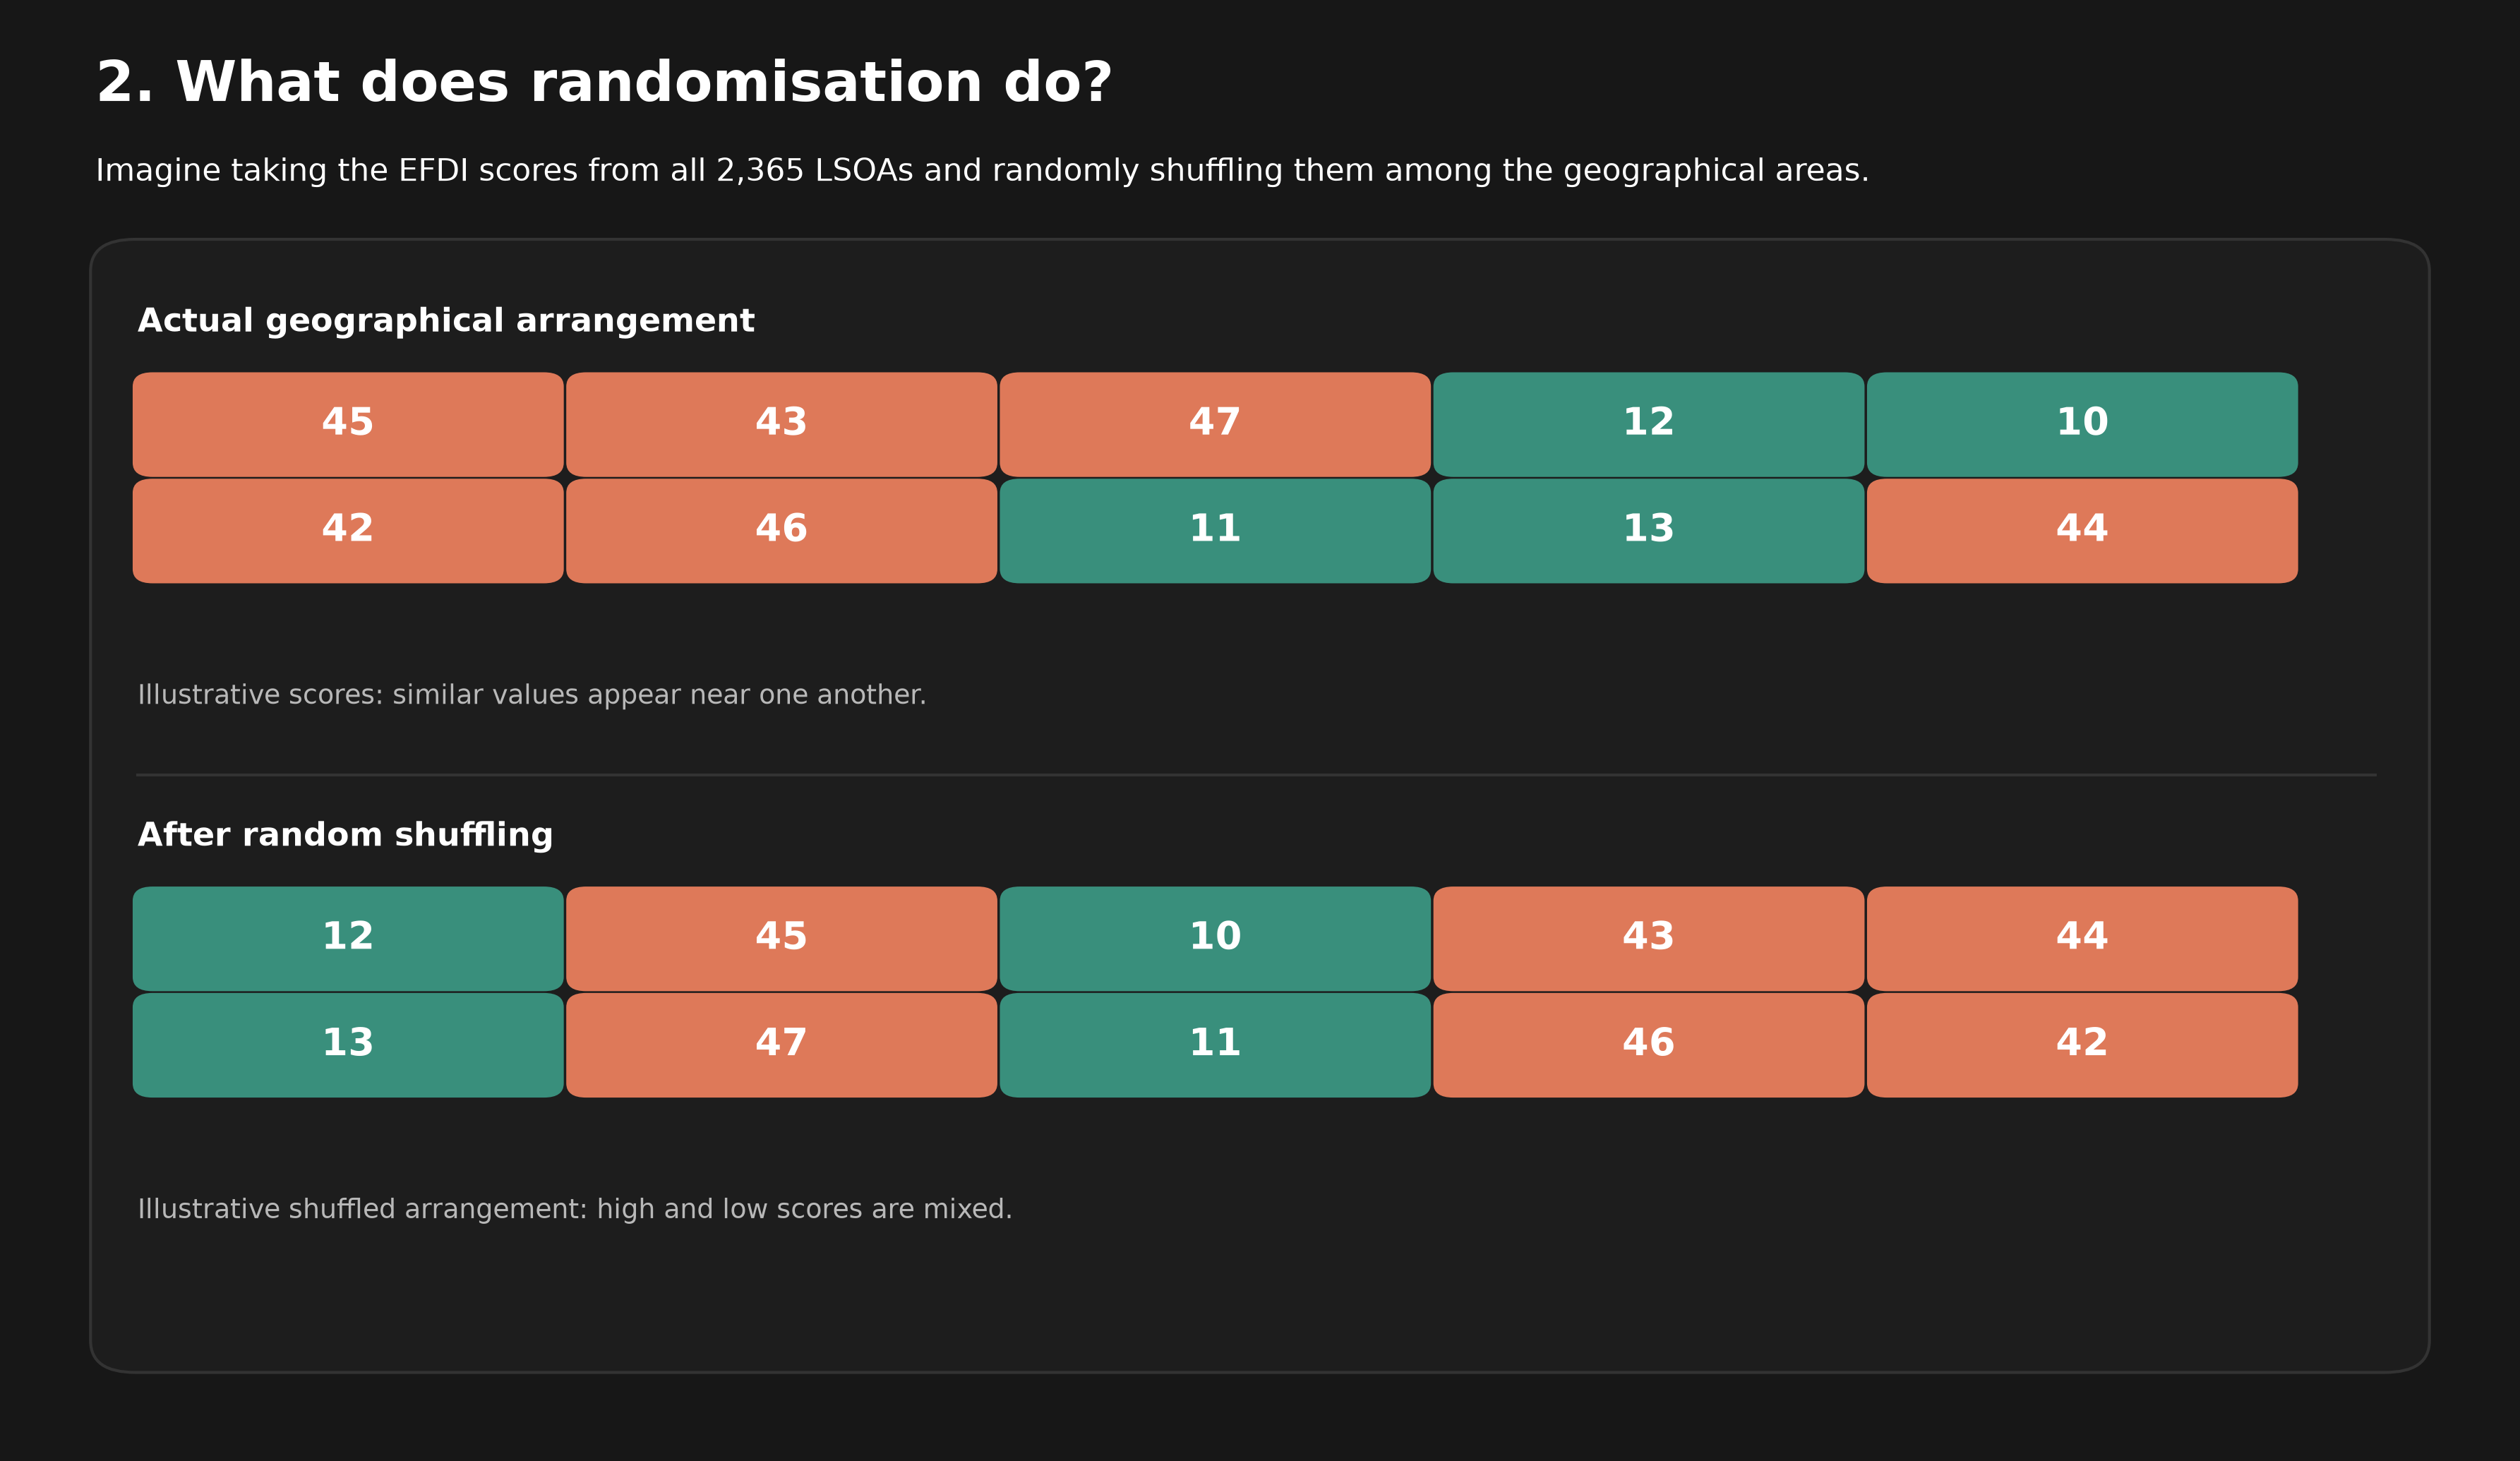 2. What does randomisation do?
Imagine taking the EFDI scores from all 2,365 LSOAs and randomly shuffling them among the geographical areas.
Actual geographical arrangement
45 43 47 12 10
42 46 11 13 44
Illustrative scores: similar values appear near one another.
After random shuffling
12 45 10 43 44
13 47 11 46 42
Illustrative shuffled arrangement: high and low scores are mixed.